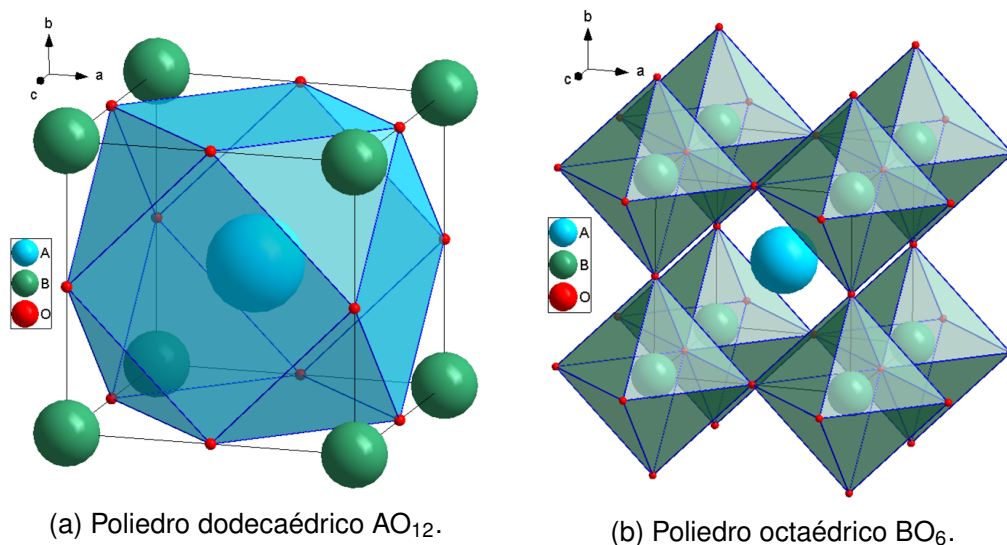 b
a
c
A
B
O
(a) Poliedro dodecaédrico AO₁₂.
b
a
c
A
B
O
(b) Poliedro octaédrico BO₆.